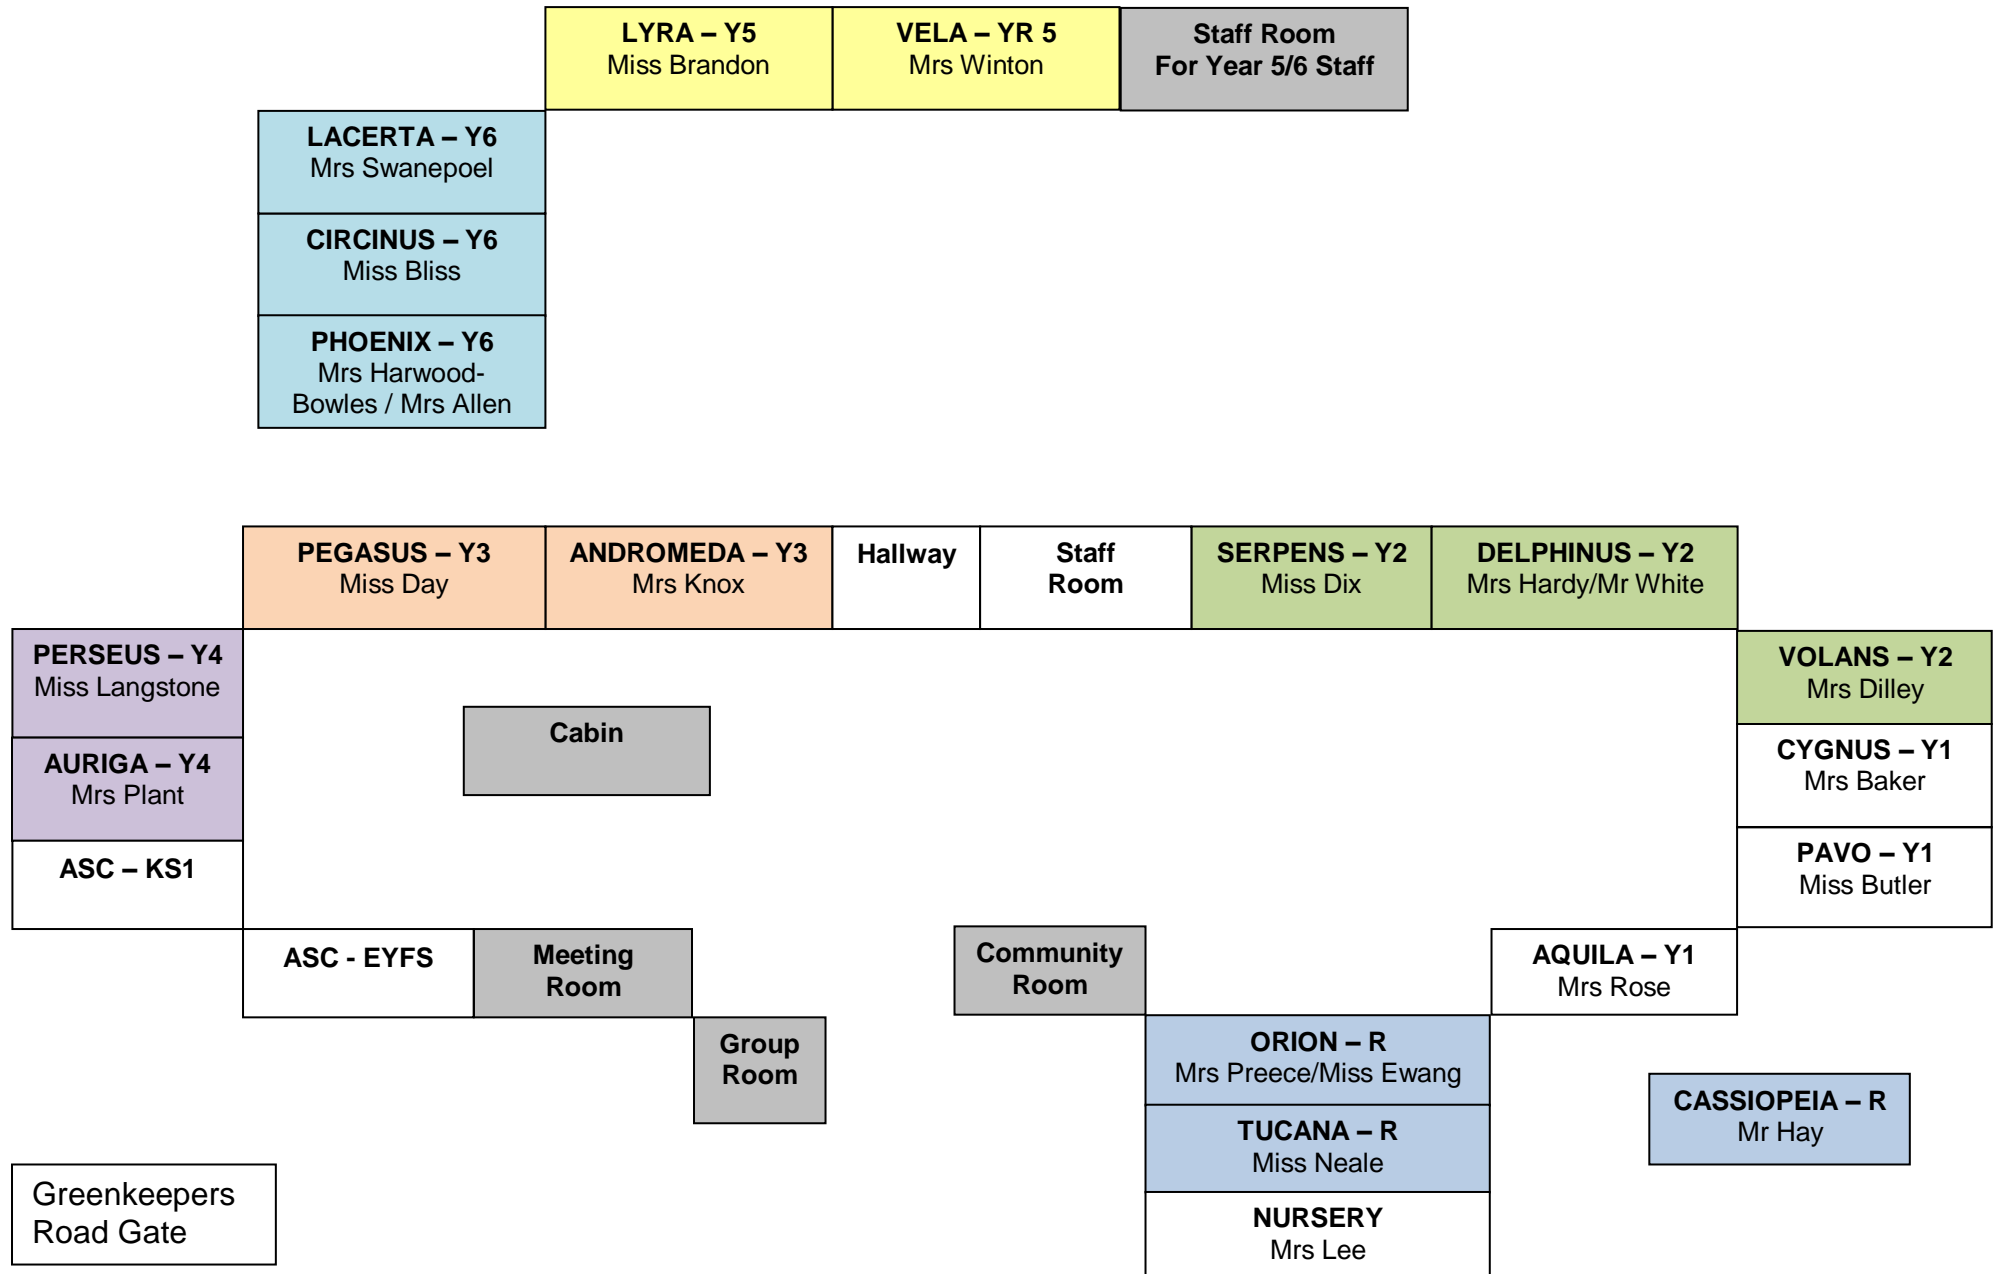 LYRA – Y5
Miss Brandon
VELA – YR 5
Mrs Winton
Staff Room
For Year 5/6 Staff
LACERTA – Y6
Mrs Swanepoel
CIRCINUS – Y6
Miss Bliss
PHOENIX – Y6
Mrs Harwood-
Bowles / Mrs Allen
PEGASUS – Y3
Miss Day
ANDROMEDA – Y3
Mrs Knox
Hallway
Staff
Room
SERPENS – Y2
Miss Dix
DELPHINUS – Y2
Mrs Hardy/Mr White
PERSEUS – Y4
Miss Langstone
VOLANS – Y2
Mrs Dilley
Cabin
AURIGA – Y4
Mrs Plant
CYGNUS – Y1
Mrs Baker
ASC – KS1
PAVO – Y1
Miss Butler
ASC - EYFS
Meeting
Room
Community
Room
AQUILA – Y1
Mrs Rose
Group
Room
ORION – R
Mrs Preece/Miss Ewang
CASSIOPEIA – R
Mr Hay
TUCANA – R
Miss Neale
Greenkeepers
Road Gate
NURSERY
Mrs Lee